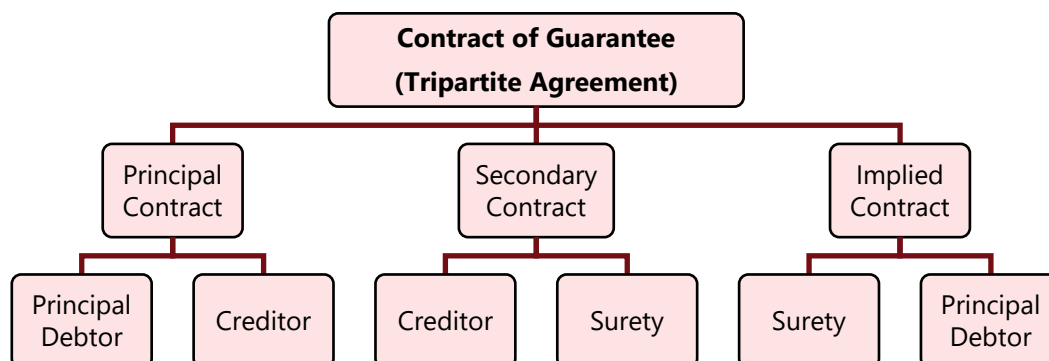 Contract of Guarantee
(Tripartite Agreement)
Principal
Contract
Secondary
Contract
Implied
Contract
Principal
Debtor
Creditor
Creditor
Surety
Surety
Principal
Debtor